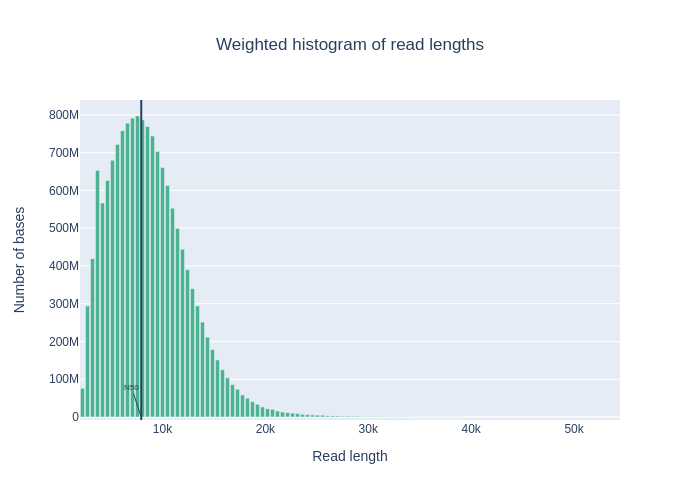 Weighted histogram of read lengths
Number of bases
800M
700M
600M
500M
400M
300M
200M
100M
0
N50
10k
20k
30k
40k
50k
Read length